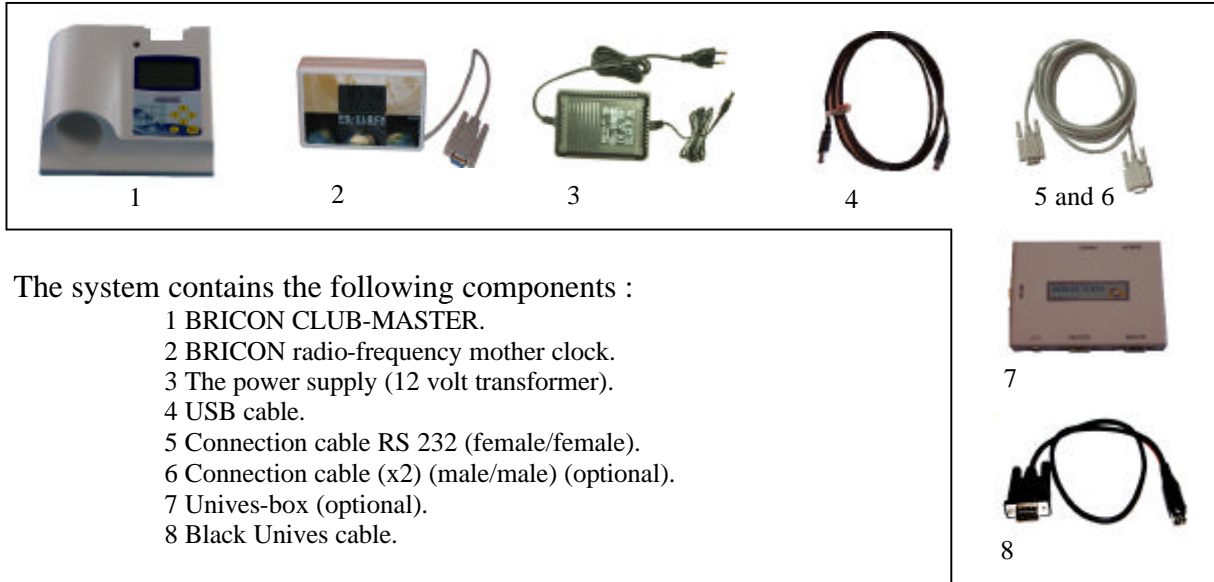 1
2
3
4
5 and 6
The system contains the following components :
1 BRICON CLUB-MASTER.
2 BRICON radio-frequency mother clock.
3 The power supply (12 volt transformer).
4 USB cable.
5 Connection cable RS 232 (female/female).
6 Connection cable (x2) (male/male) (optional).
7 Unives-box (optional).
8 Black Unives cable.
BRICON
7
8